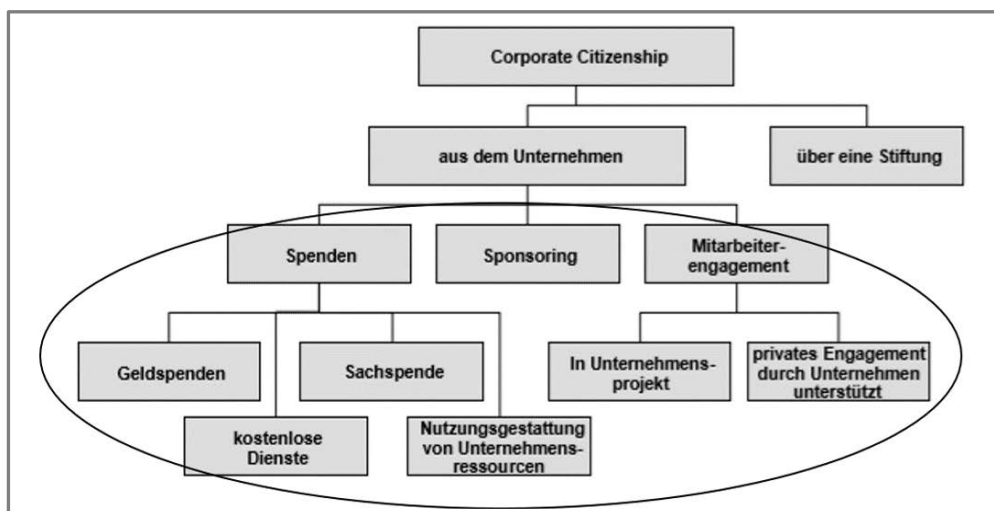 Corporate Citizenship
aus dem Unternehmen
über eine Stiftung
Spenden
Sponsoring
Mitarbeiter-
engagement
Geldspenden
Sachspende
In Unternehmens-
projekt
privates Engagement
durch Unternehmen
unterstützt
kostenlose
Dienste
Nutzungsgestattung
von Unternehmens-
ressourcen